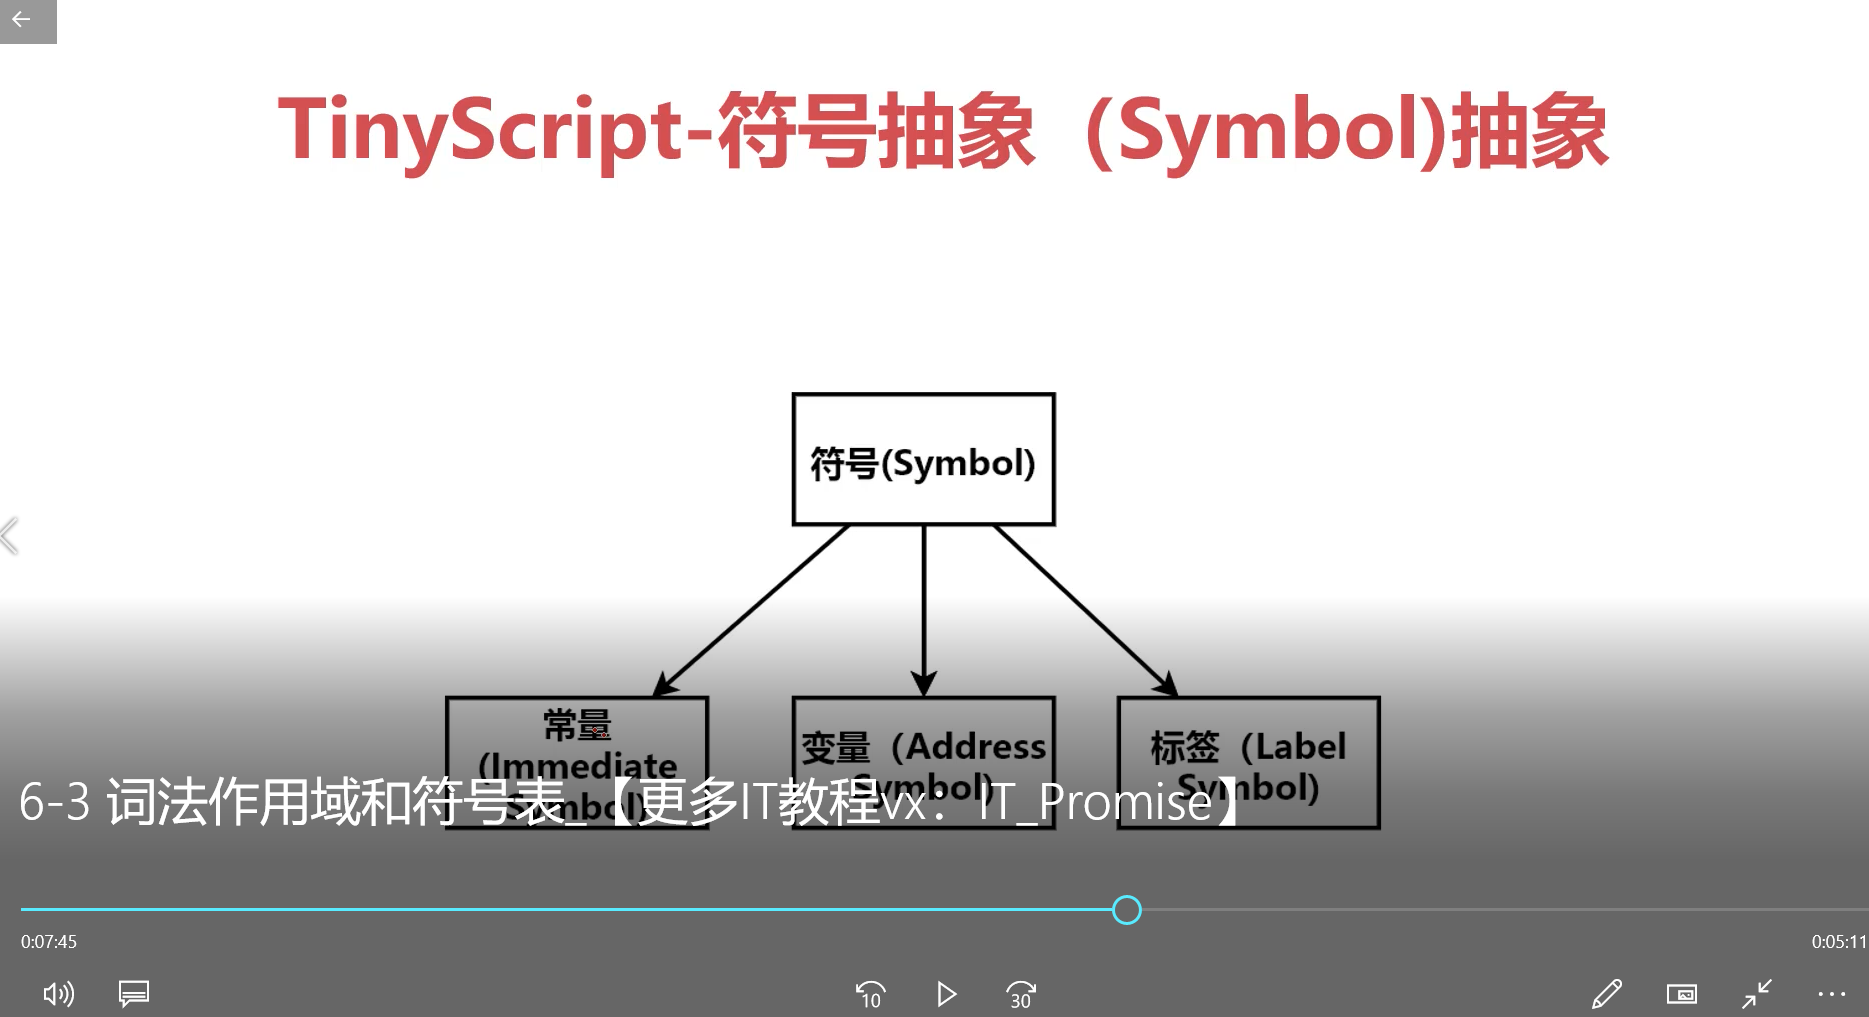 TinyScript-符号抽象（Symbol)抽象
符号(Symbol)
常量
(Immediate
Symbol)
变量（Address
Symbol)
标签（Label
Symbol)
6-3 词法作用域和符号表_【更多IT教程vx：IT_Promise】
0:07:45
0:05:11
10
30